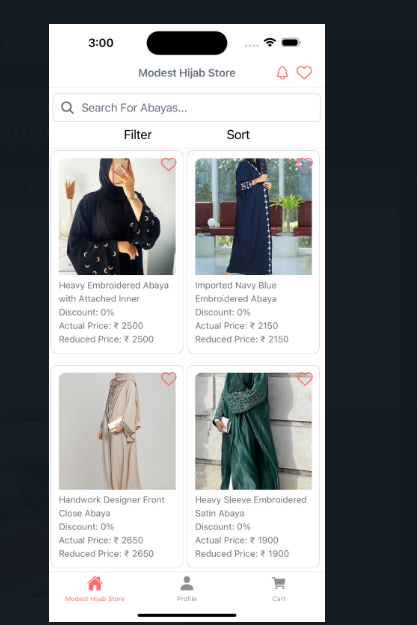 3:00
Modest Hijab Store
Search For Abayas...
Filter Sort
Heavy Embroidered Abaya
with Attached Inner
Discount: 0%
Actual Price: ₹ 2500
Reduced Price: ₹ 2500
Imported Navy Blue
Embroidered Abaya
Discount: 0%
Actual Price: ₹ 2150
Reduced Price: ₹ 2150
Handwork Designer Front
Close Abaya
Discount: 0%
Actual Price: ₹ 2650
Reduced Price: ₹ 2650
Heavy Sleeve Embroidered
Satin Abaya
Discount: 0%
Actual Price: ₹ 1900
Reduced Price: ₹ 1900
Modest Hijab Store Profile Cart